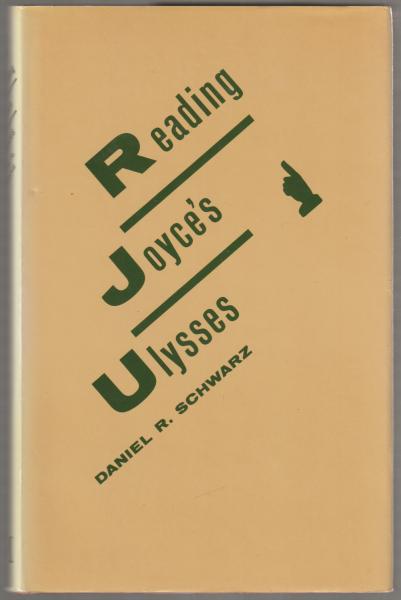 Reading
Joyce's
Ulysses
DANIEL R. SCHWARZ